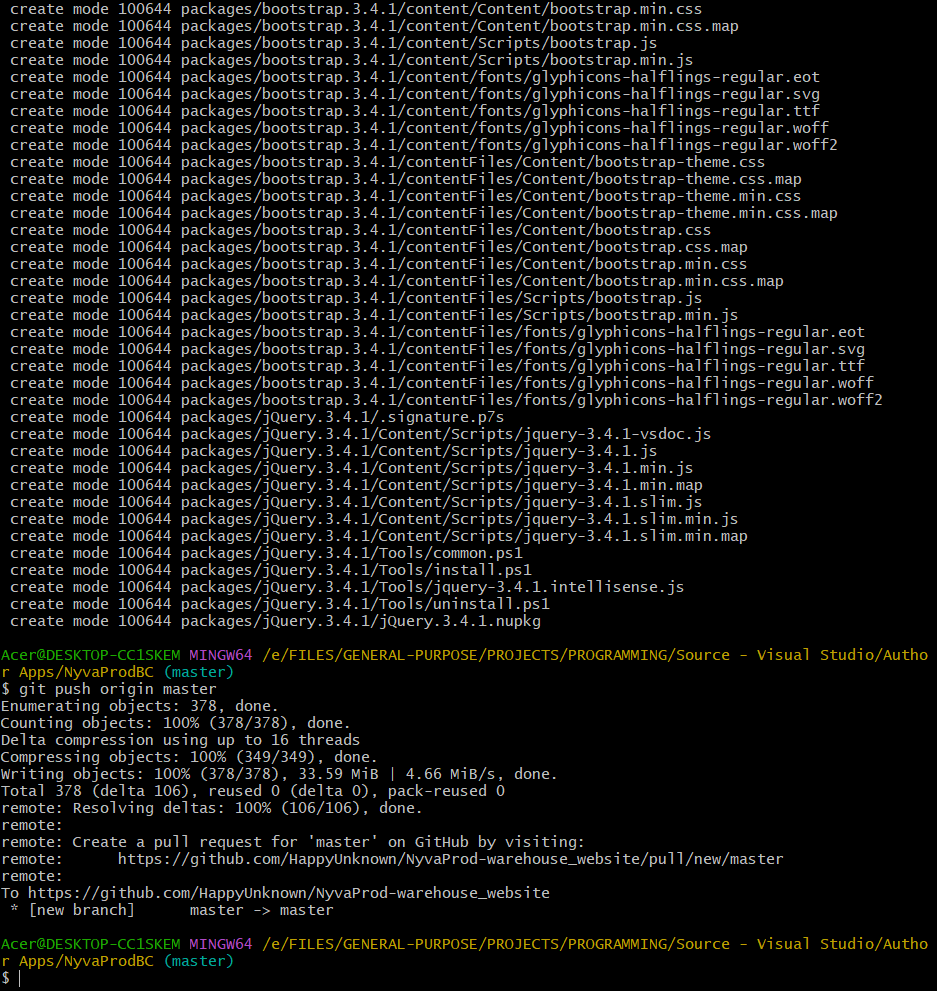 create mode 100644 packages/bootstrap.3.4.1/content/Content/bootstrap.min.css
create mode 100644 packages/bootstrap.3.4.1/content/Content/bootstrap.min.css.map
create mode 100644 packages/bootstrap.3.4.1/content/Scripts/bootstrap.js
create mode 100644 packages/bootstrap.3.4.1/content/Scripts/bootstrap.min.js
create mode 100644 packages/bootstrap.3.4.1/content/fonts/glyphicons-halflings-regular.eot
create mode 100644 packages/bootstrap.3.4.1/content/fonts/glyphicons-halflings-regular.svg
create mode 100644 packages/bootstrap.3.4.1/content/fonts/glyphicons-halflings-regular.ttf
create mode 100644 packages/bootstrap.3.4.1/content/fonts/glyphicons-halflings-regular.woff
create mode 100644 packages/bootstrap.3.4.1/content/fonts/glyphicons-halflings-regular.woff2
create mode 100644 packages/bootstrap.3.4.1/contentFiles/Content/bootstrap-theme.css
create mode 100644 packages/bootstrap.3.4.1/contentFiles/Content/bootstrap-theme.css.map
create mode 100644 packages/bootstrap.3.4.1/contentFiles/Content/bootstrap-theme.min.css
create mode 100644 packages/bootstrap.3.4.1/contentFiles/Content/bootstrap-theme.min.css.map
create mode 100644 packages/bootstrap.3.4.1/contentFiles/Content/bootstrap.css
create mode 100644 packages/bootstrap.3.4.1/contentFiles/Content/bootstrap.css.map
create mode 100644 packages/bootstrap.3.4.1/contentFiles/Content/bootstrap.min.css
create mode 100644 packages/bootstrap.3.4.1/contentFiles/Content/bootstrap.min.css.map
create mode 100644 packages/bootstrap.3.4.1/contentFiles/Scripts/bootstrap.js
create mode 100644 packages/bootstrap.3.4.1/contentFiles/Scripts/bootstrap.min.js
create mode 100644 packages/bootstrap.3.4.1/contentFiles/fonts/glyphicons-halflings-regular.eot
create mode 100644 packages/bootstrap.3.4.1/contentFiles/fonts/glyphicons-halflings-regular.svg
create mode 100644 packages/bootstrap.3.4.1/contentFiles/fonts/glyphicons-halflings-regular.ttf
create mode 100644 packages/bootstrap.3.4.1/contentFiles/fonts/glyphicons-halflings-regular.woff
create mode 100644 packages/bootstrap.3.4.1/contentFiles/fonts/glyphicons-halflings-regular.woff2
create mode 100644 packages/jQuery.3.4.1/.signature.p7s
create mode 100644 packages/jQuery.3.4.1/Content/Scripts/jquery-3.4.1-vsdoc.js
create mode 100644 packages/jQuery.3.4.1/Content/Scripts/jquery-3.4.1.js
create mode 100644 packages/jQuery.3.4.1/Content/Scripts/jquery-3.4.1.min.js
create mode 100644 packages/jQuery.3.4.1/Content/Scripts/jquery-3.4.1.min.map
create mode 100644 packages/jQuery.3.4.1/Content/Scripts/jquery-3.4.1.slim.js
create mode 100644 packages/jQuery.3.4.1/Content/Scripts/jquery-3.4.1.slim.min.js
create mode 100644 packages/jQuery.3.4.1/Content/Scripts/jquery-3.4.1.slim.min.map
create mode 100644 packages/jQuery.3.4.1/Tools/common.ps1
create mode 100644 packages/jQuery.3.4.1/Tools/install.ps1
create mode 100644 packages/jQuery.3.4.1/Tools/jquery-3.4.1.intellisense.js
create mode 100644 packages/jQuery.3.4.1/Tools/uninstall.ps1
create mode 100644 packages/jQuery.3.4.1/jQuery.3.4.1.nupkg
Acer@DESKTOP-CC1SKEM MINGW64 /e/FILES/GENERAL-PURPOSE/PROJECTS/PROGRAMMING/Source - Visual Studio/Autho
r Apps/NyvaProdBC (master)
$ git push origin master
Enumerating objects: 378, done.
Counting objects: 100% (378/378), done.
Delta compression using up to 16 threads
Compressing objects: 100% (349/349), done.
Writing objects: 100% (378/378), 33.59 MiB | 4.66 MiB/s, done.
Total 378 (delta 106), reused 0 (delta 0), pack-reused 0
remote: Resolving deltas: 100% (106/106), done.
remote:
remote: Create a pull request for 'master' on GitHub by visiting:
remote:      https://github.com/HappyUnknown/NyvaProd-warehouse_website/pull/new/master
remote:
To https://github.com/HappyUnknown/NyvaProd-warehouse_website
 * [new branch]      master -> master
Acer@DESKTOP-CC1SKEM MINGW64 /e/FILES/GENERAL-PURPOSE/PROJECTS/PROGRAMMING/Source - Visual Studio/Autho
r Apps/NyvaProdBC (master)
$